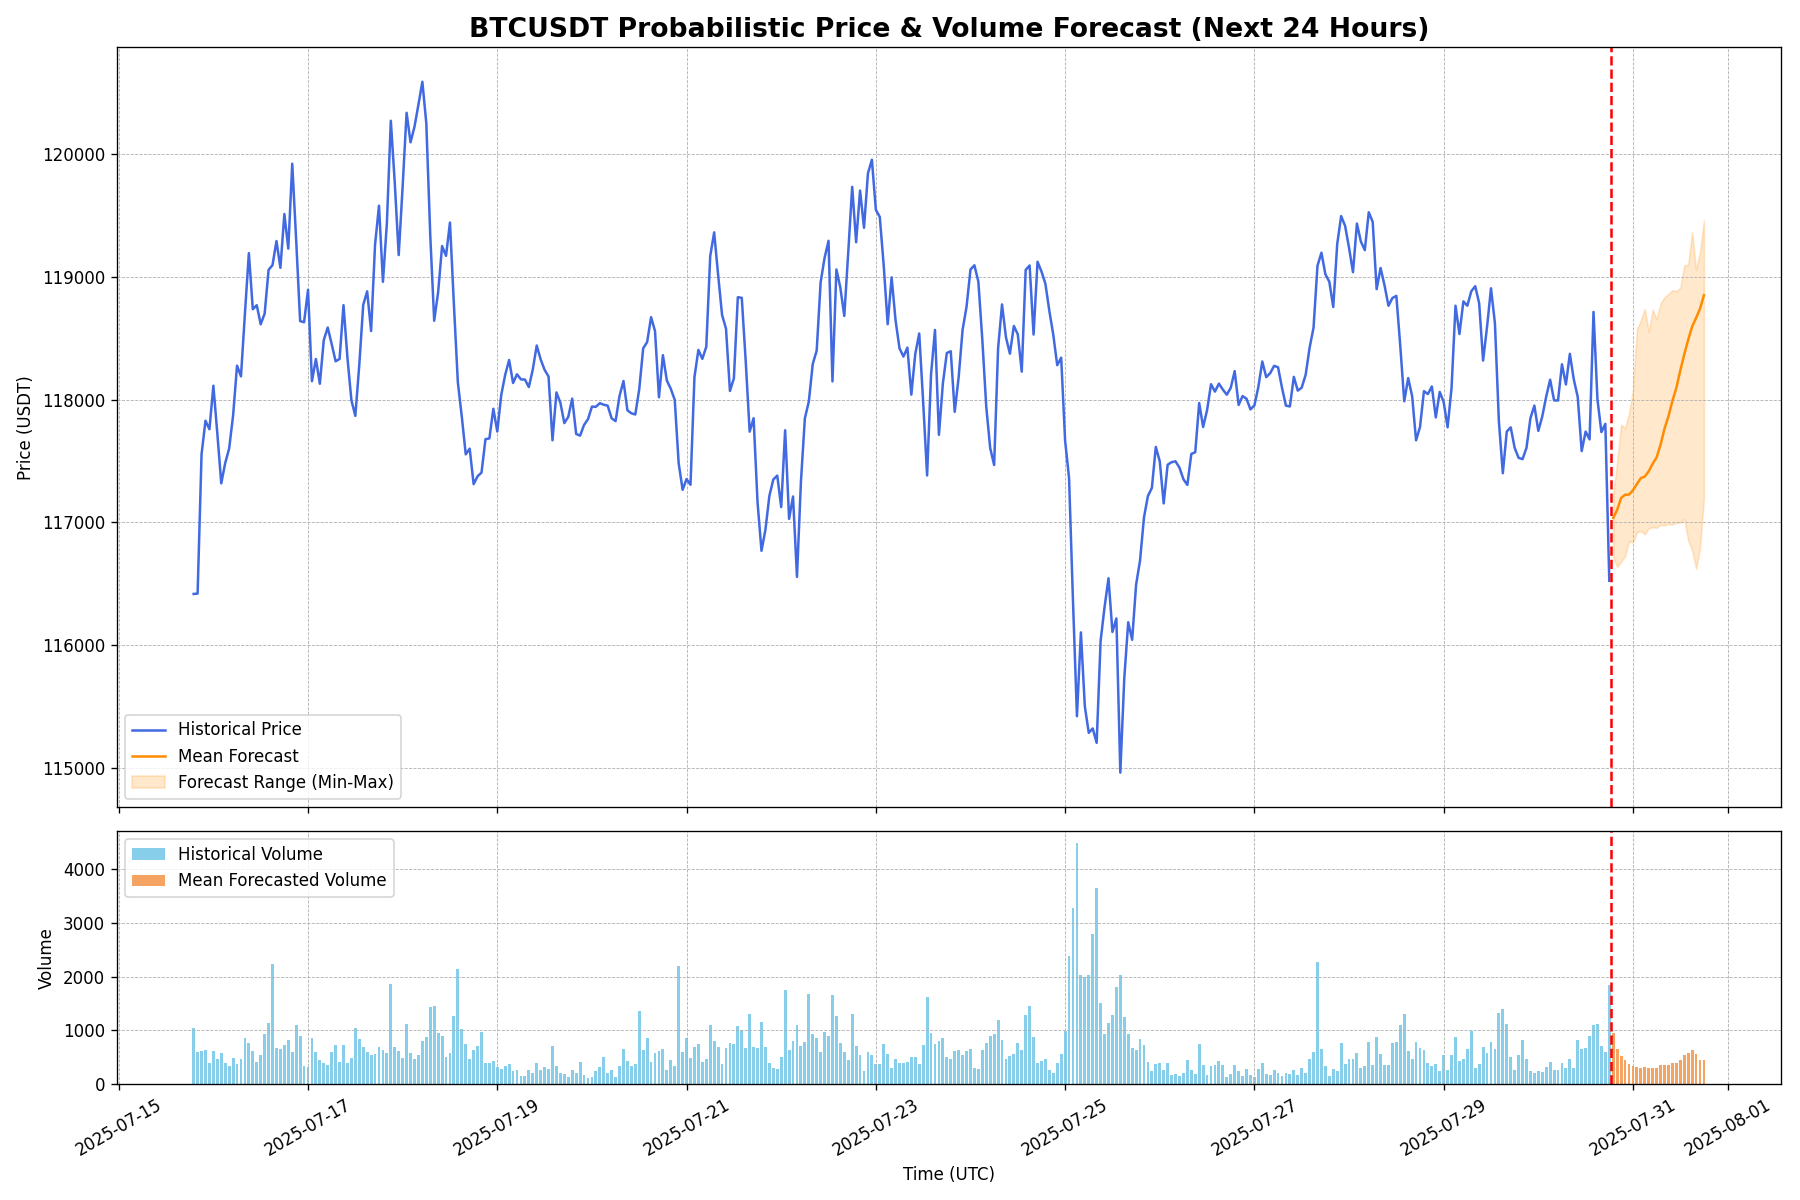 BTCUSDT Probabilistic Price & Volume Forecast (Next 24 Hours)
Price (USDT)
120000
119000
118000
117000
116000
115000
Historical Price
Mean Forecast
Forecast Range (Min-Max)
Volume
4000
3000
2000
1000
0
Historical Volume
Mean Forecasted Volume
2025-07-15
2025-07-17
2025-07-19
2025-07-21
2025-07-23
2025-07-25
2025-07-27
2025-07-29
2025-07-31
2025-08-01
Time (UTC)